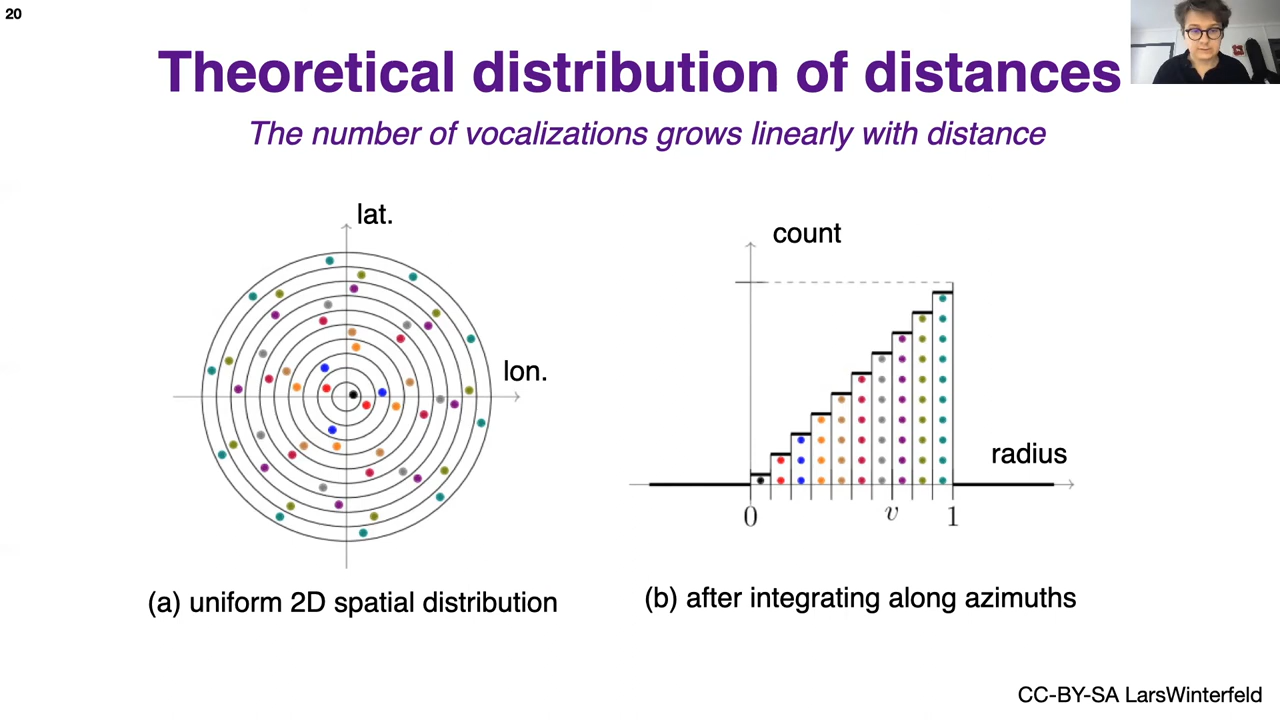 20
Theoretical distribution of distances
The number of vocalizations grows linearly with distance
lat.
lon.
count
radius
0
v
1
(a) uniform 2D spatial distribution
(b) after integrating along azimuths
CC-BY-SA LarsWinterfeld